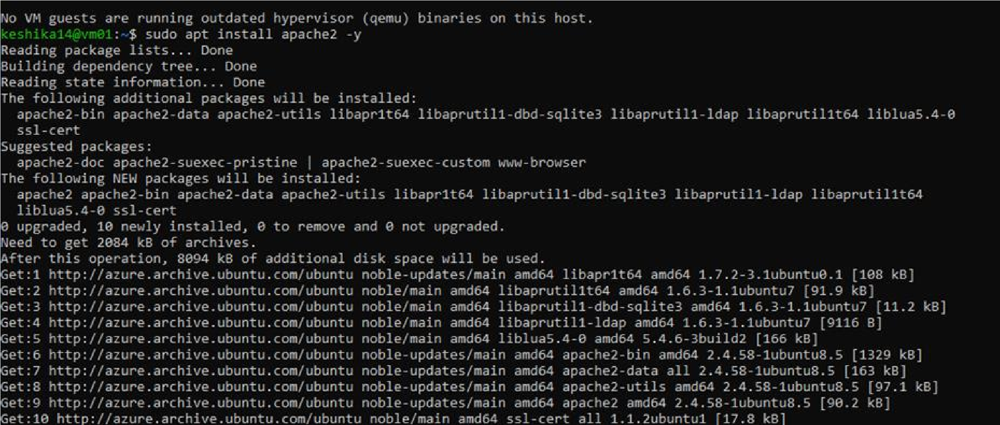 No VM guests are running outdated hypervisor (qemu) binaries on this host.
keshika14@vm01:~$ sudo apt install apache2 -y
Reading package lists... Done
Building dependency tree... Done
Reading state information... Done
The following additional packages will be installed:
  apache2-bin apache2-data apache2-utils libapr1t64 libaprutil1-dbd-sqlite3 libaprutil1-ldap libaprutil1t64 liblua5.4-0
  ssl-cert
Suggested packages:
  apache2-doc apache2-suexec-pristine | apache2-suexec-custom www-browser
The following NEW packages will be installed:
  apache2 apache2-bin apache2-data apache2-utils libapr1t64 libaprutil1-dbd-sqlite3 libaprutil1-ldap libaprutil1t64
  liblua5.4-0 ssl-cert
0 upgraded, 10 newly installed, 0 to remove and 0 not upgraded.
Need to get 2084 kB of archives.
After this operation, 8094 kB of additional disk space will be used.
Get:1 http://azure.archive.ubuntu.com/ubuntu noble-updates/main amd64 libapr1t64 amd64 1.7.2-3.1ubuntu0.1 [108 kB]
Get:2 http://azure.archive.ubuntu.com/ubuntu noble/main amd64 libaprutil1t64 amd64 1.6.3-1.1ubuntu7 [91.9 kB]
Get:3 http://azure.archive.ubuntu.com/ubuntu noble/main amd64 libaprutil1-dbd-sqlite3 amd64 1.6.3-1.1ubuntu7 [11.2 kB]
Get:4 http://azure.archive.ubuntu.com/ubuntu noble/main amd64 libaprutil1-ldap amd64 1.6.3-1.1ubuntu7 [9116 B]
Get:5 http://azure.archive.ubuntu.com/ubuntu noble/main amd64 liblua5.4-0 amd64 5.4.6-3build2 [166 kB]
Get:6 http://azure.archive.ubuntu.com/ubuntu noble-updates/main amd64 apache2-bin amd64 2.4.58-1ubuntu8.5 [1329 kB]
Get:7 http://azure.archive.ubuntu.com/ubuntu noble-updates/main amd64 apache2-data all 2.4.58-1ubuntu8.5 [163 kB]
Get:8 http://azure.archive.ubuntu.com/ubuntu noble-updates/main amd64 apache2-utils amd64 2.4.58-1ubuntu8.5 [97.1 kB]
Get:9 http://azure.archive.ubuntu.com/ubuntu noble-updates/main amd64 apache2 amd64 2.4.58-1ubuntu8.5 [90.2 kB]
Get:10 http://azure.archive.ubuntu.com/ubuntu noble/main amd64 ssl-cert all 1.1.2ubuntu1 [17.8 kB]